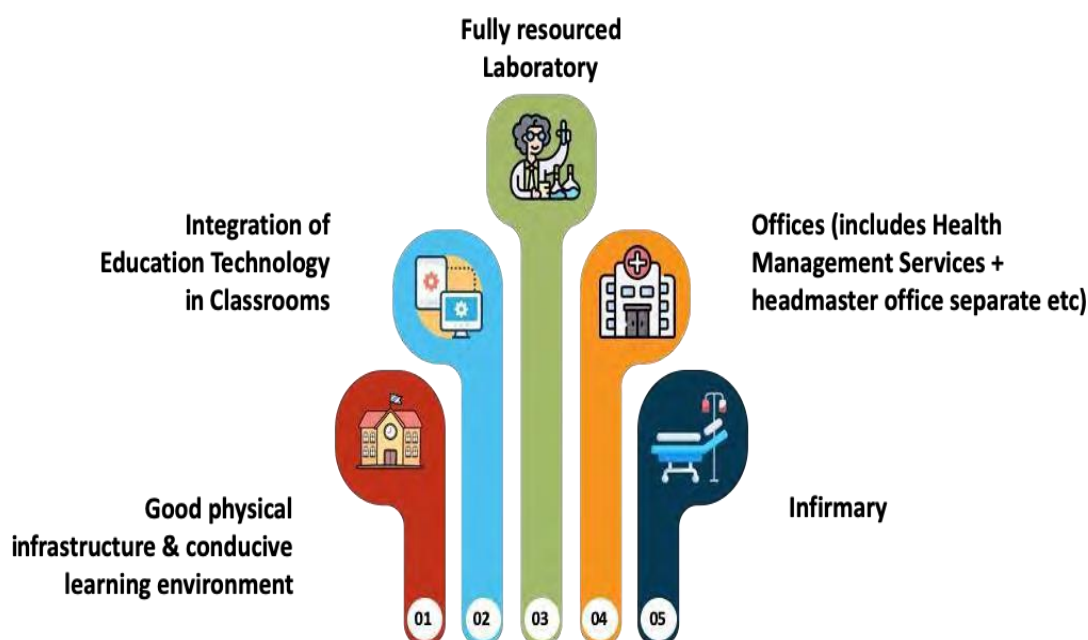 Fully resourced
Laboratory
Integration of
Education Technology
in Classrooms
Offices (includes Health
Management Services +
headmaster office separate etc)
Good physical
infrastructure & conducive
learning environment
Infirmary
01
02
03
04
05